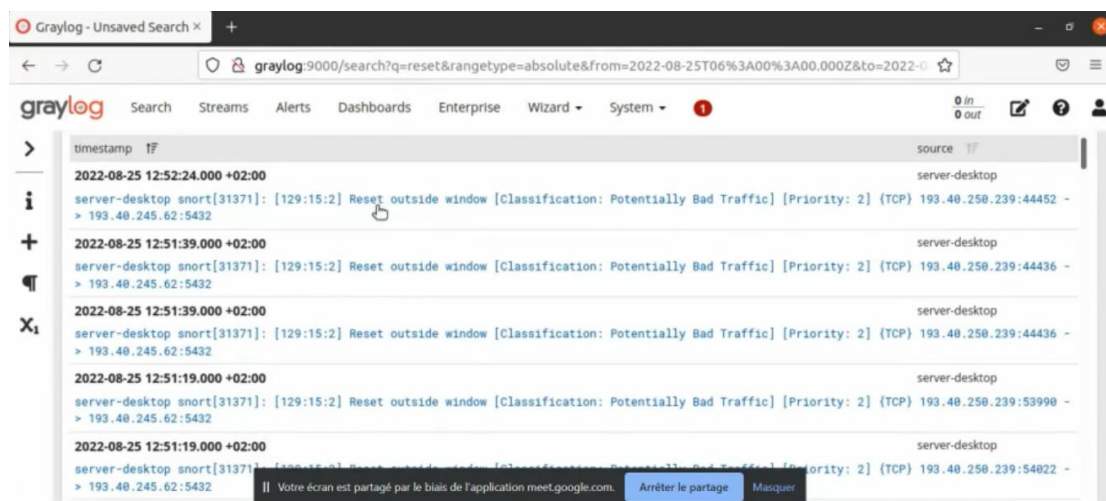 Graylog - Unsaved Search
graylog:9000/search?q=reset&rangetype=absolute&from=2022-08-25T06%3A00%3A00.000Z&to=2022-0
graylog Search Streams Alerts Dashboards Enterprise Wizard System 1 0 in
0 out
timestamp source
2022-08-25 12:52:24.000 +02:00 server-desktop
server-desktop snort[31371]: [129:15:2] Reset outside window [Classification: Potentially Bad Traffic] [Priority: 2] {TCP} 193.40.250.239:44452 -
> 193.40.245.62:5432
2022-08-25 12:51:39.000 +02:00 server-desktop
server-desktop snort[31371]: [129:15:2] Reset outside window [Classification: Potentially Bad Traffic] [Priority: 2] {TCP} 193.40.250.239:44436 -
> 193.40.245.62:5432
2022-08-25 12:51:39.000 +02:00 server-desktop
server-desktop snort[31371]: [129:15:2] Reset outside window [Classification: Potentially Bad Traffic] [Priority: 2] {TCP} 193.40.250.239:44436 -
> 193.40.245.62:5432
2022-08-25 12:51:19.000 +02:00 server-desktop
server-desktop snort[31371]: [129:15:2] Reset outside window [Classification: Potentially Bad Traffic] [Priority: 2] {TCP} 193.40.250.239:53990 -
> 193.40.245.62:5432
2022-08-25 12:51:19.000 +02:00 server-desktop
server-desktop snort[31371] 2] {TCP} 193.40.250.239:54022 -
> 193.40.245.62:5432
Votre écran est partagé par le biais de l'application meet.google.com. Arrêter le partage Masquer